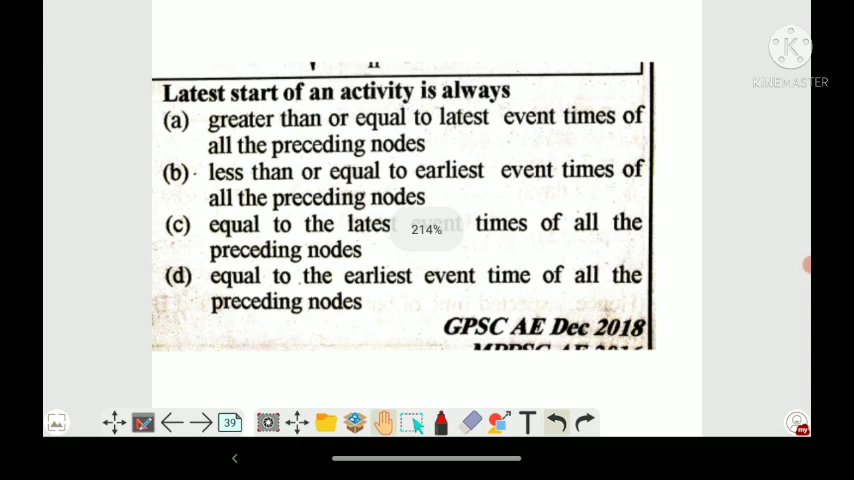 KINEMASTER
Latest start of an activity is always
(a) greater than or equal to latest event times of
all the preceding nodes
(b) less than or equal to earliest event times of
all the preceding nodes
(c) equal to the lates event times of all the
214%
preceding nodes
(d) equal to the earliest event time of all the
preceding nodes
GPSC AE Dec 2018
39
T
my